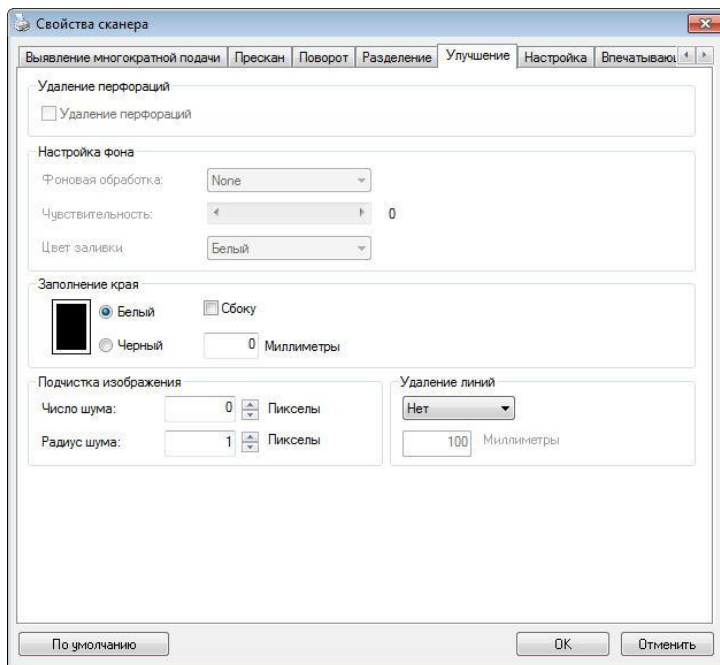 Свойства сканера
Выявление многократной подачи Прескан Поворот Разделение Улучшение Настройка
Удаление перфораций
Удаление перфораций
Настройка фона
Фоновая обработка: None
Чувствительность: 0
Цвет заливки Белый
Заполнение края
Белый Сбоку
Черный 0 Миллиметры
Подчистка изображения Удаление линий
Число шума: 0 Пикселы Нет
Радиус шума: 1 Пикселы 100 Миллиметры
По умолчанию OK Отменить